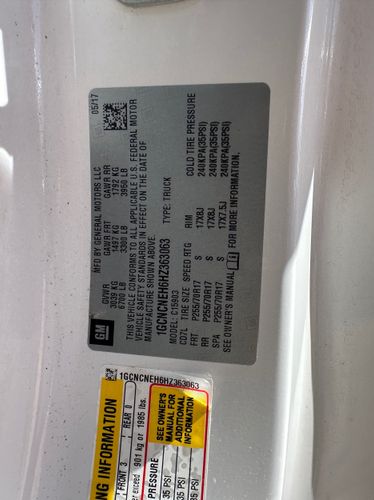 GM
MFD BY GENERAL MOTORS LLC 05/17
GVWR GAWR FRT GAWR RR
3039 KG 1497 KG 1792 KG
6700 LB 3300 LB 3950 LB
THIS VEHICLE CONFORMS TO ALL APPLICABLE U.S. FEDERAL MOTOR
VEHICLE SAFETY STANDARDS IN EFFECT ON THE DATE OF
MANUFACTURE SHOWN ABOVE.
1GCNCNEH6HZ363063
TYPE: TRUCK
MODEL: C15903
CD7L TIRE SIZE SPEED RTG RIM COLD TIRE PRESSURE
FRT P255/70R17 S 17X8J 240KPA(35PSI)
RR P255/70R17 S 17X8J 240KPA(35PSI)
SPA P255/70R17 S 17X7.5J 240KPA(35PSI)
SEE OWNER'S MANUAL FOR MORE INFORMATION.
1GCNCNEH6HZ363063
NG INFORMATION
FRONT 3 REAR 0
exceed 901 kg or 1985 lbs.
PRESSURE
35 PSI
35 PSI
35 PSI
SEE OWNER'S
MANUAL FOR
ADDITIONAL
INFORMATION